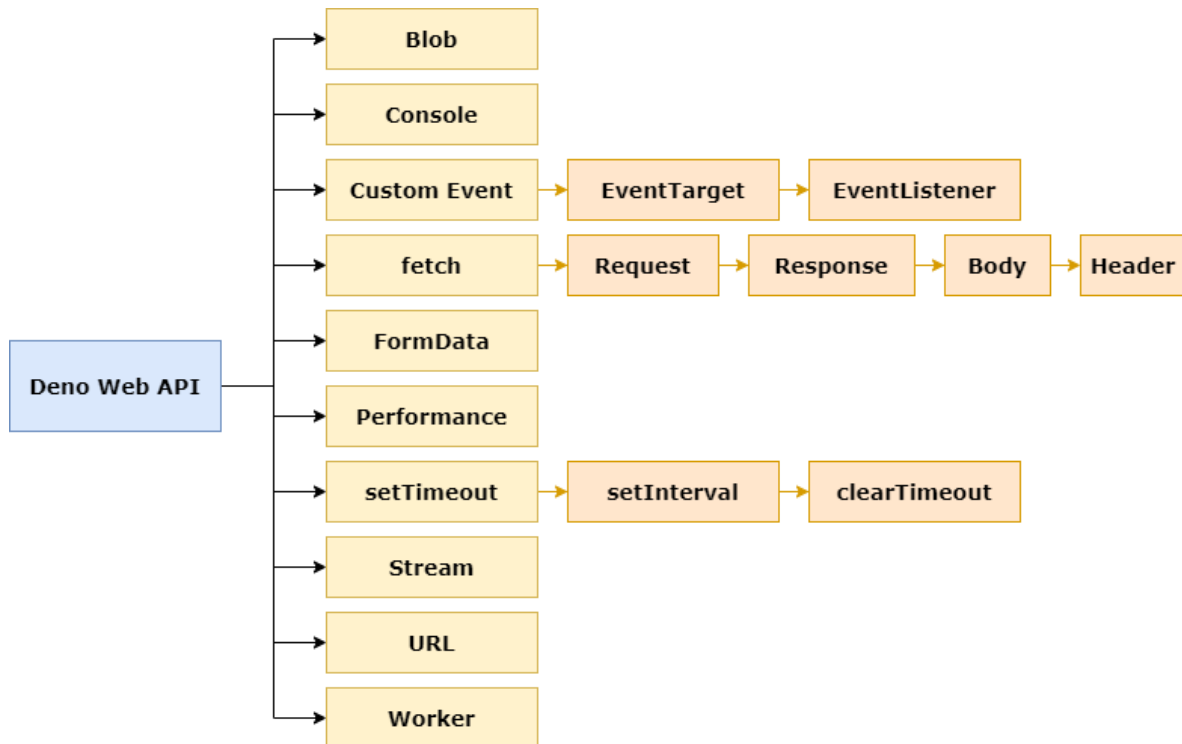 Blob
Console
Custom Event
EventTarget
EventListener
fetch
Request
Response
Body
Header
FormData
Deno Web API
Performance
setTimeout
setInterval
clearTimeout
Stream
URL
Worker